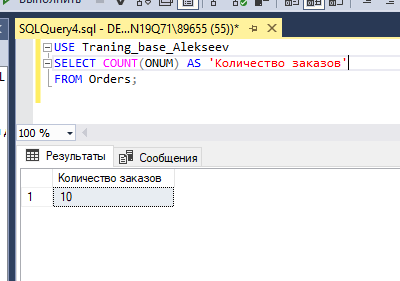 Выполнить
SQLQuery4.sql - DE...N19Q71\89655 (55))*
USE Traning_base_Alekseev
SELECT COUNT(ONUM) AS 'Количество заказов'
FROM Orders;
100 %
Результаты
Сообщения
Количество заказов
1
10